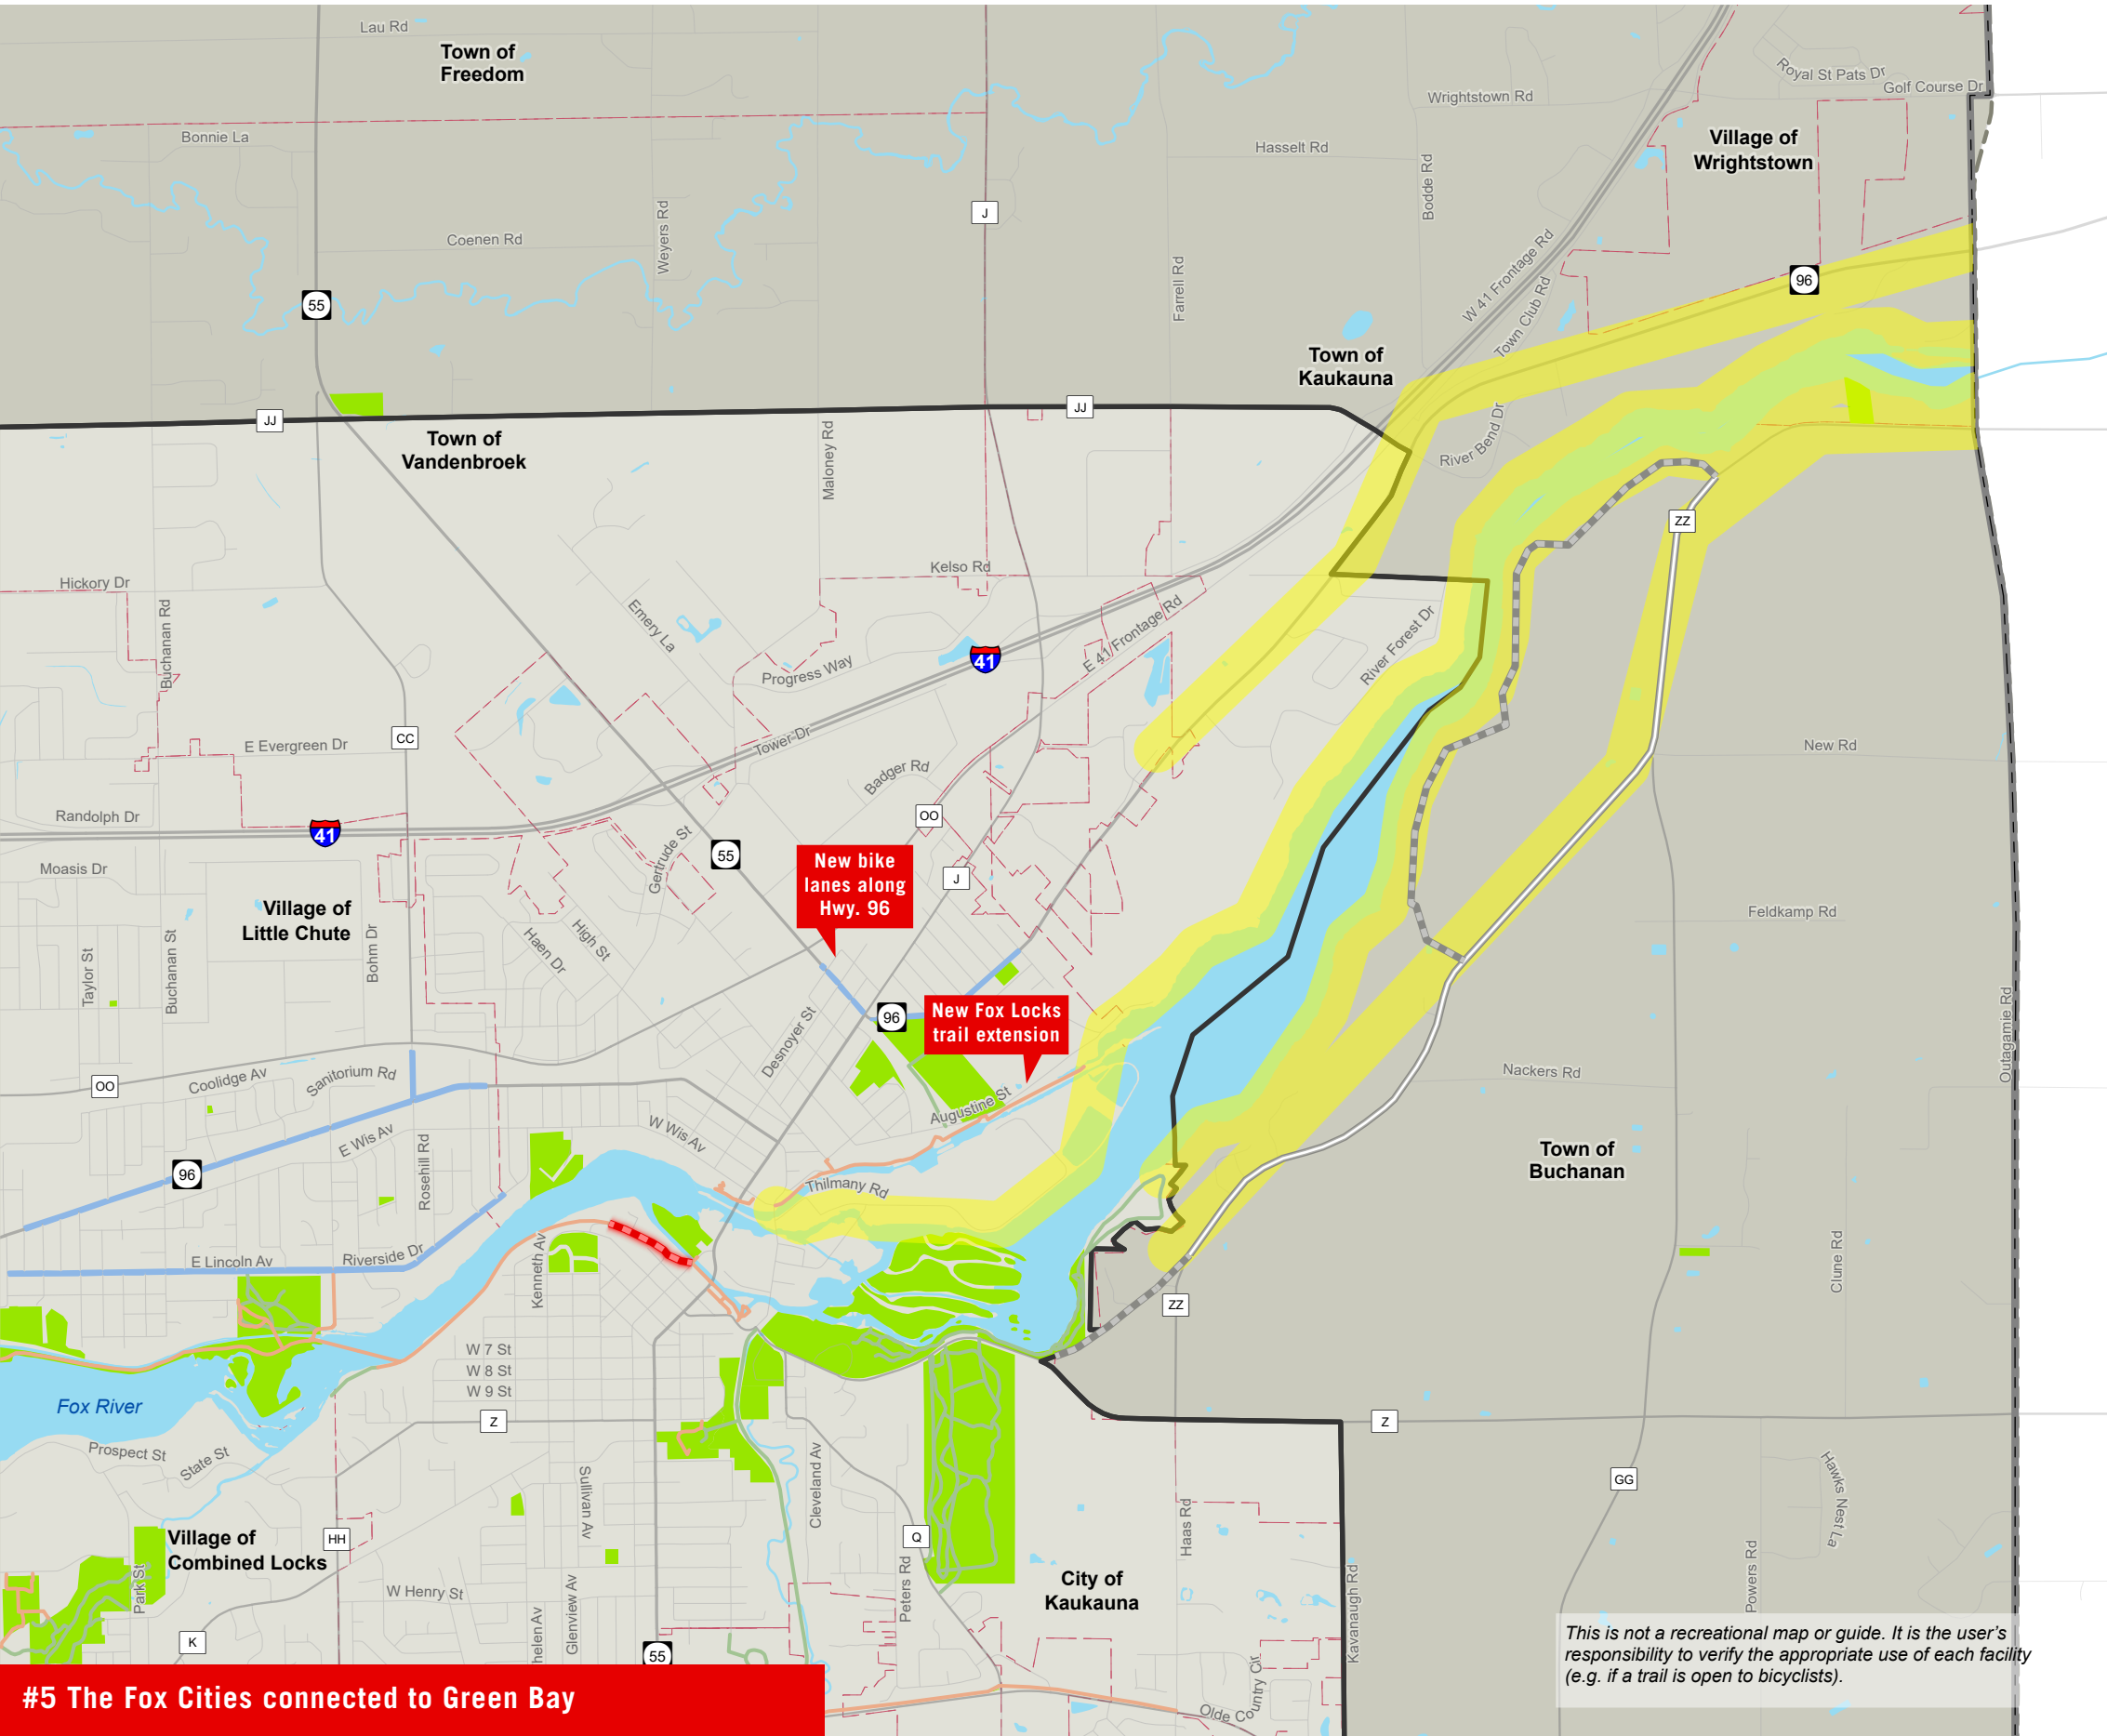 Lau Rd
Town of
Freedom
Royal St Pats Dr
Golf Course Dr
Wrightstown Rd
Village of
Wrightstown
Bonnie La
Hasselt Rd
Bodde Rd
Weyers Rd
J
Coenen Rd
Farrell Rd
W 41 Frontage Rd
96
55
Town Club Rd
Town of
Kaukauna
JJ
JJ
Town of
Vandenbroek
Maloney Rd
River Bend Dr
ZZ
Kelso Rd
Hickory Dr
Emery La
Buchanan Rd
E 41 Frontage Rd
River Forest Dr
41
Progress Way
CC
E Evergreen Dr
Tower Dr
New Rd
Badger Rd
Randolph Dr
OO
41
55
Gertrude St
New bike
lanes along
Hwy. 96
J
Moasis Dr
Village of
Little Chute
Feldkamp Rd
High St
Haen Dr
Bohm Dr
Taylor St
Buchanan St
96
New Fox Locks
trail extension
Desnoyer St
Outagamie Rd
OO
Coolidge Av
Sanitorium Rd
Nackers Rd
Augustine St
W Wis Av
E Wis Av
Town of
Buchanan
96
Rosehill Rd
Thilmany Rd
E Lincoln Av
Riverside Dr
Kenneth Av
Clune Rd
ZZ
W 7 St
W 8 St
W 9 St
Fox River
Z
Z
Prospect St
State St
Cleveland Av
Sullivan Av
GG
Hawks Nest La
Village of
Combined Locks
HH
Q
Haas Rd
Park St
W Henry St
Peters Rd
City of
Kaukauna
Glenview Av
helen Av
Kavanaugh Rd
Powers Rd
K
55
Olde Country Cir
This is not a recreational map or guide. It is the user's
responsibility to verify the appropriate use of each facility
(e.g. if a trail is open to bicyclists).
#5 The Fox Cities connected to Green Bay